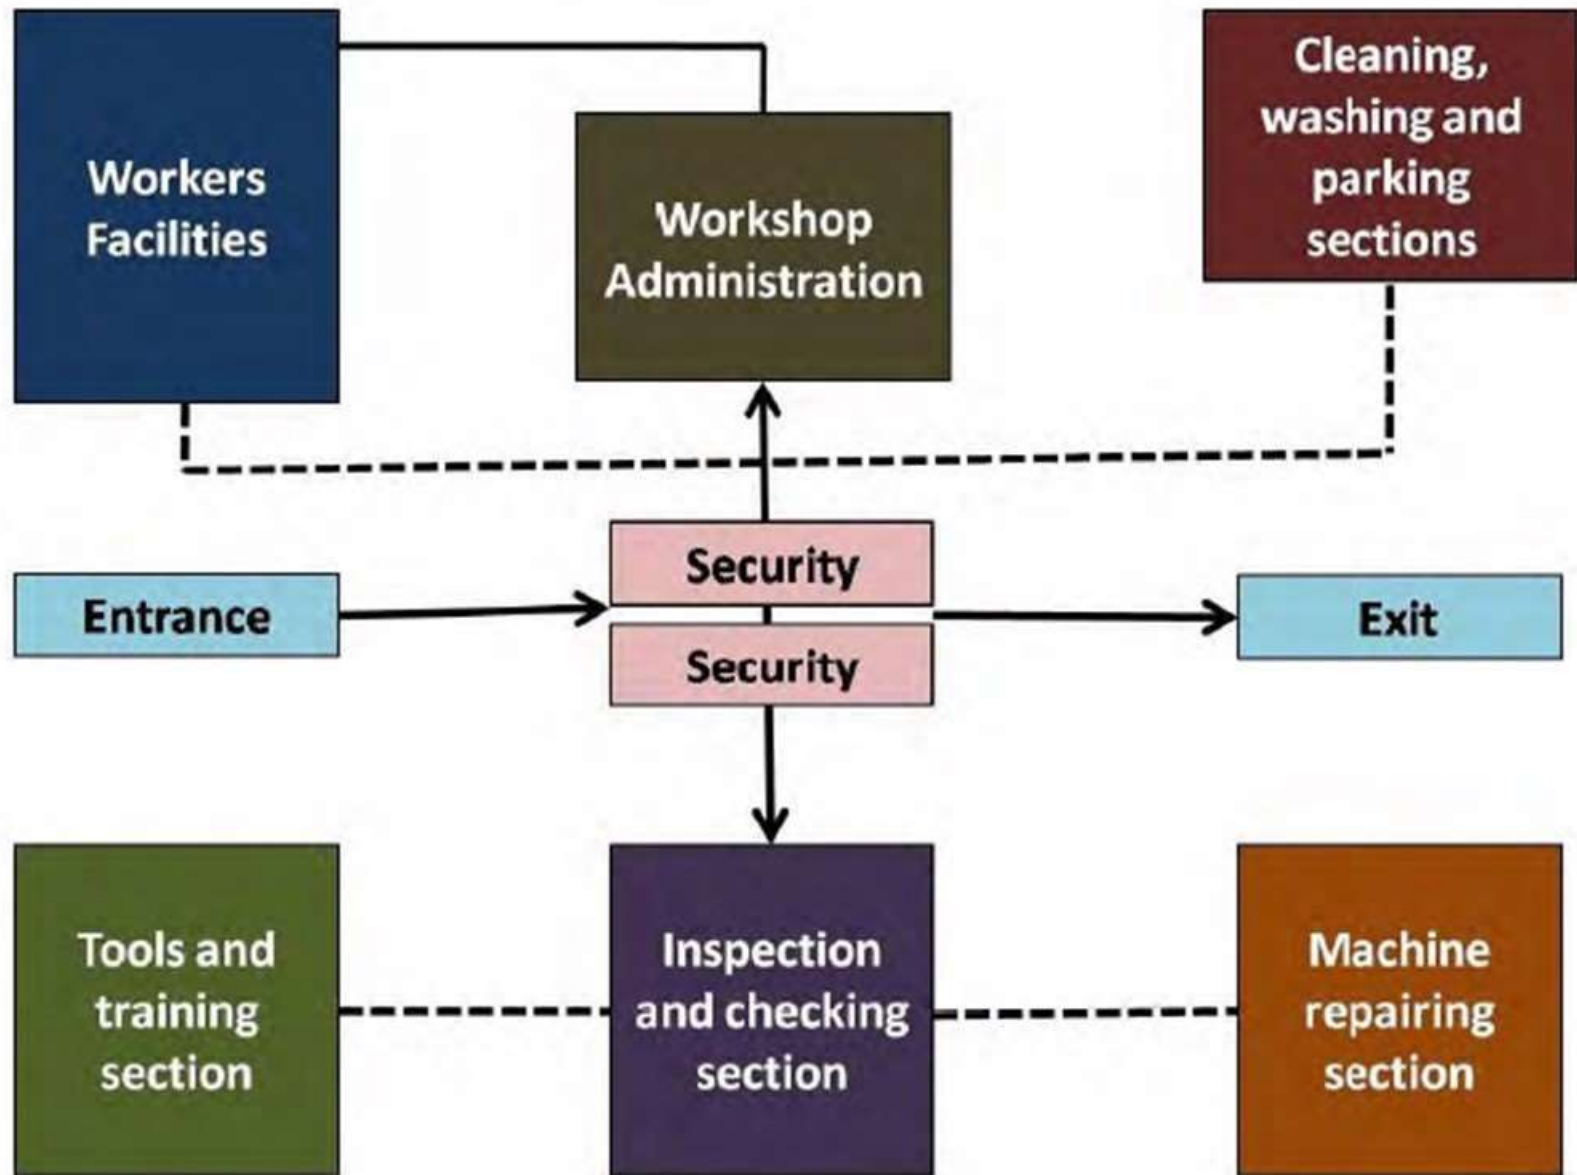 Workers
Facilities
Workshop
Administration
Cleaning,
washing and
parking
sections
Security
Entrance
Exit
Security
Tools and
training
section
Inspection
and checking
section
Machine
repairing
section